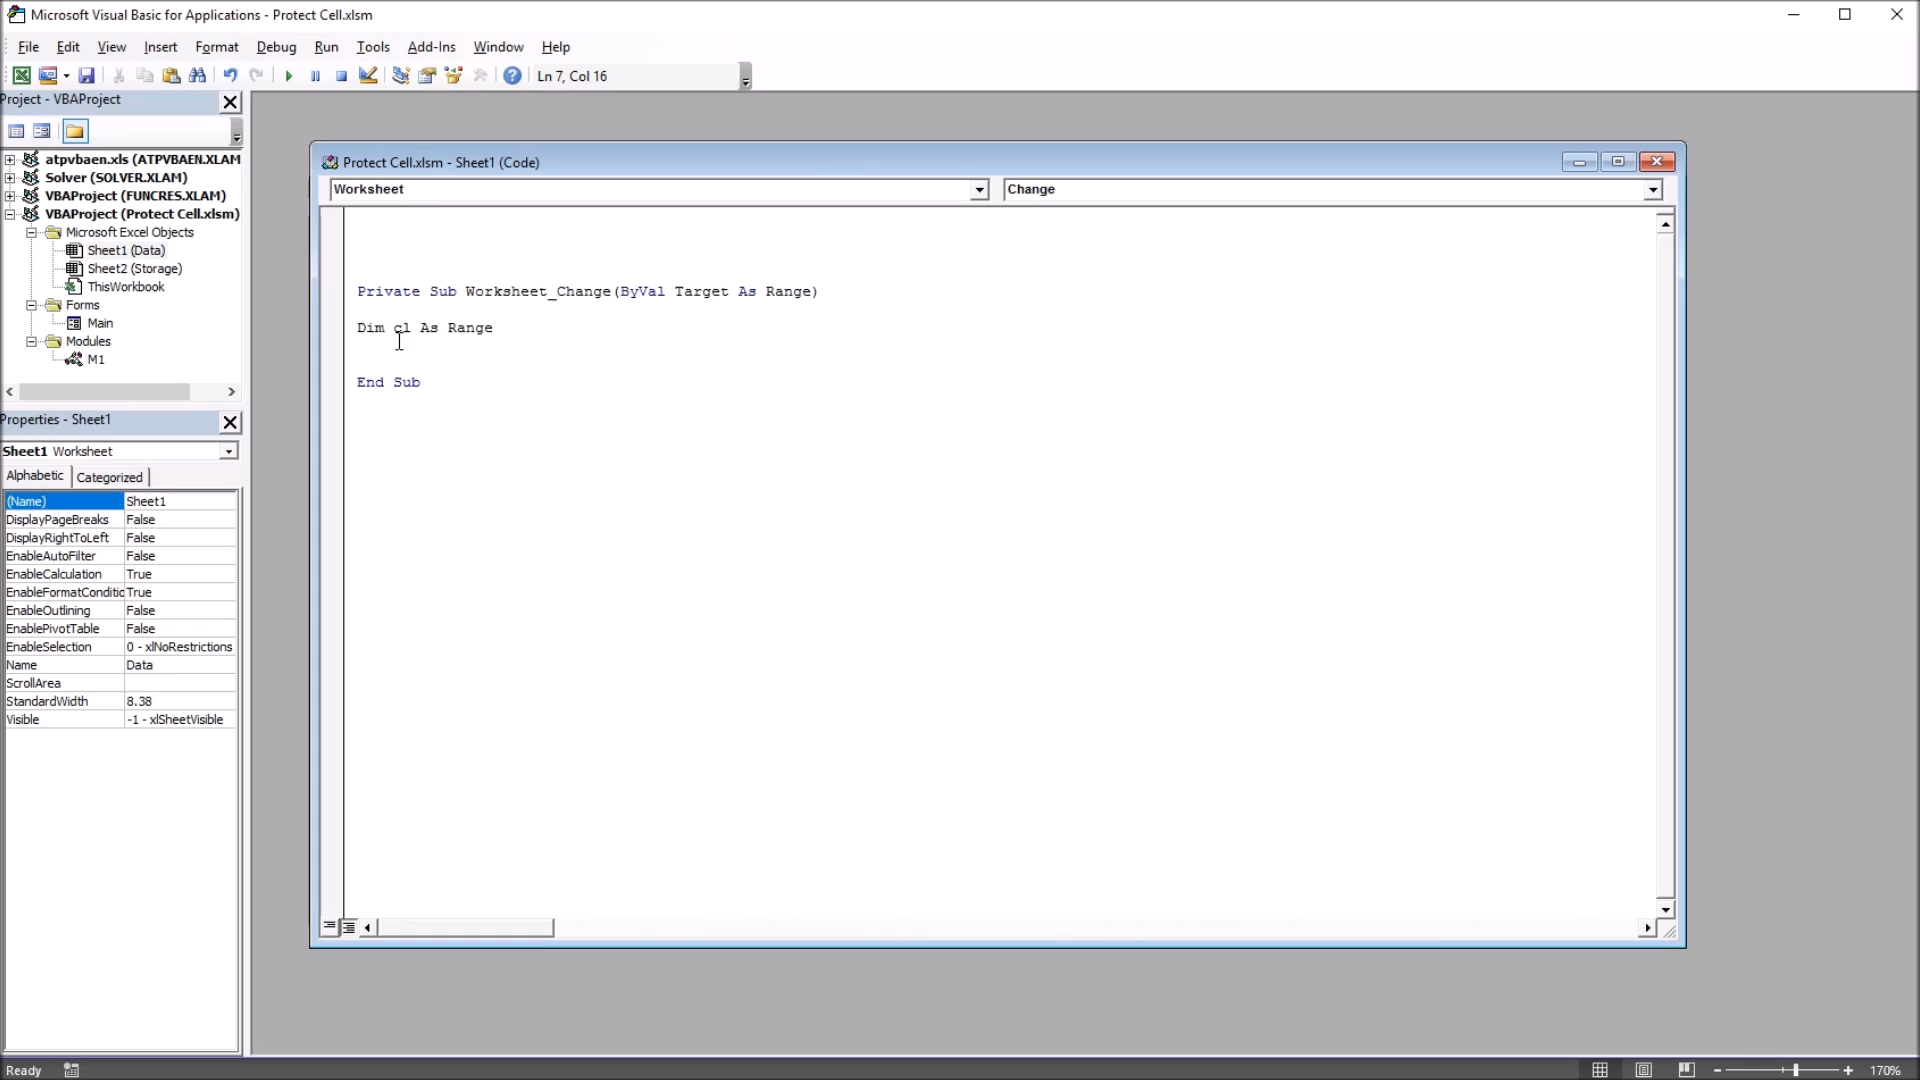 Microsoft Visual Basic for Applications - Protect Cell.xlsm
File Edit View Insert Format Debug Run Tools Add-Ins Window Help
Ln 7, Col 16
Project - VBAProject
atpvbaen.xls (ATPVBAEN.XLAM
Solver (SOLVER.XLAM)
VBAProject (FUNCRES.XLAM)
VBAProject (Protect Cell.xlsm)
Microsoft Excel Objects
Sheet1 (Data)
Sheet2 (Storage)
ThisWorkbook
Forms
Main
Modules
M1
Properties - Sheet1
Sheet1 Worksheet
Alphabetic Categorized
(Name) Sheet1
DisplayPageBreaks False
DisplayRightToLeft False
EnableAutoFilter False
EnableCalculation True
EnableFormatConditio True
EnableOutlining False
EnablePivotTable False
EnableSelection 0 - xlNoRestrictions
Name Data
ScrollArea
StandardWidth 8.38
Visible -1 - xlSheetVisible
Protect Cell.xlsm - Sheet1 (Code)
Worksheet Change
Private Sub Worksheet_Change(ByVal Target As Range)
Dim cl As Range
End Sub
Ready
170%